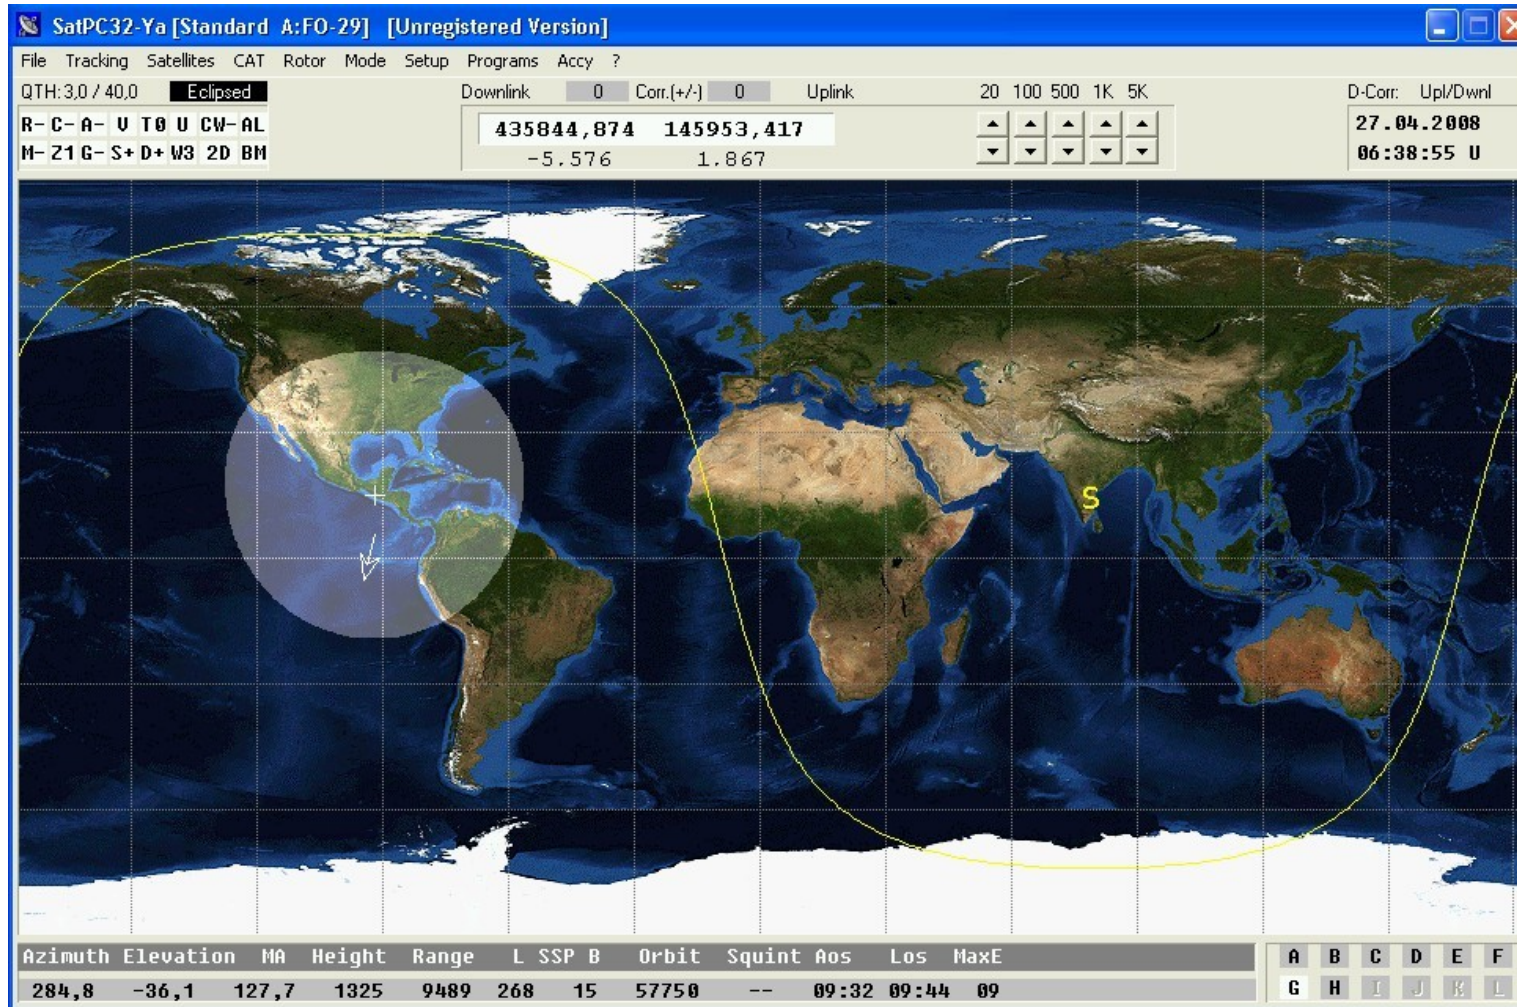 SatPC32-Ya [Standard A:FO-29] [Unregistered Version]
File Tracking Satellites CAT Rotor Mode Setup Programs Accy ?
QTH: 3,0 / 40,0 Eclipsed Downlink 0 Corr.(+/-) 0 Uplink 20 100 500 1K 5K D-Corr: Upl/Dwnl
R- C- A- V T0 U CW- AL 435844,874 145953,417 27.04.2008
M- Z1 G- S+ D+ W3 2D BM -5,576 1,867 06:38:55 U
S
Azimuth Elevation MA Height Range L SSP B Orbit Squint Aos Los MaxE A B C D E F
284,8 -36,1 127,7 1325 9489 268 15 57750 -- 09:32 09:44 09 G H I J K L